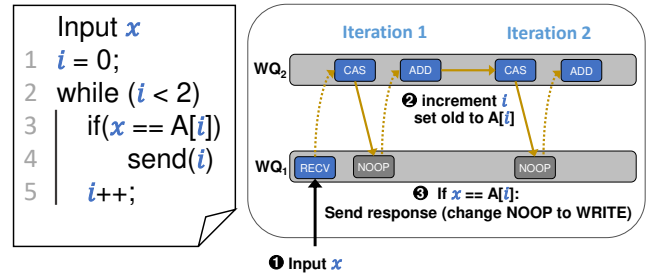 Input x
1 i = 0;
2 while (i < 2)
3 if(x == A[i])
4 send(i)
5 i++;
Iteration 1 Iteration 2
WQ2 CAS ADD CAS ADD
❷ increment i
set old to A[i]
WQ1 RECV NOOP NOOP
❸ If x == A[i]:
Send response (change NOOP to WRITE)
❶ Input x